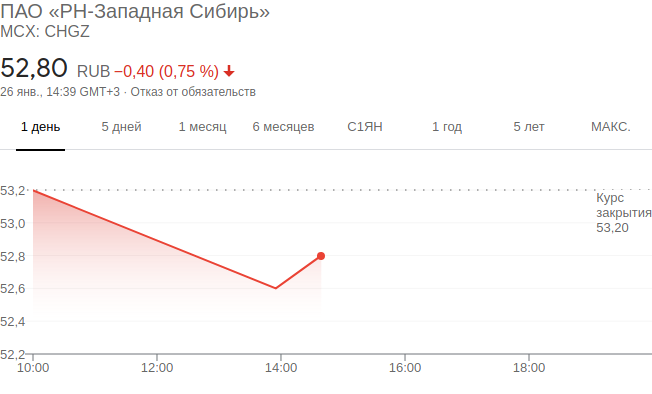 ПАО «РН-Западная Сибирь»
MCX: CHGZ
52,80 RUB −0,40 (0,75 %)
26 янв., 14:39 GMT+3 · Отказ от обязательств
1 день 5 дней 1 месяц 6 месяцев С1ЯН 1 год 5 лет МАКС.
53,2
Курс
закрытия
53,20
53,0
52,8
52,6
52,4
52,2
10:00 12:00 14:00 16:00 18:00